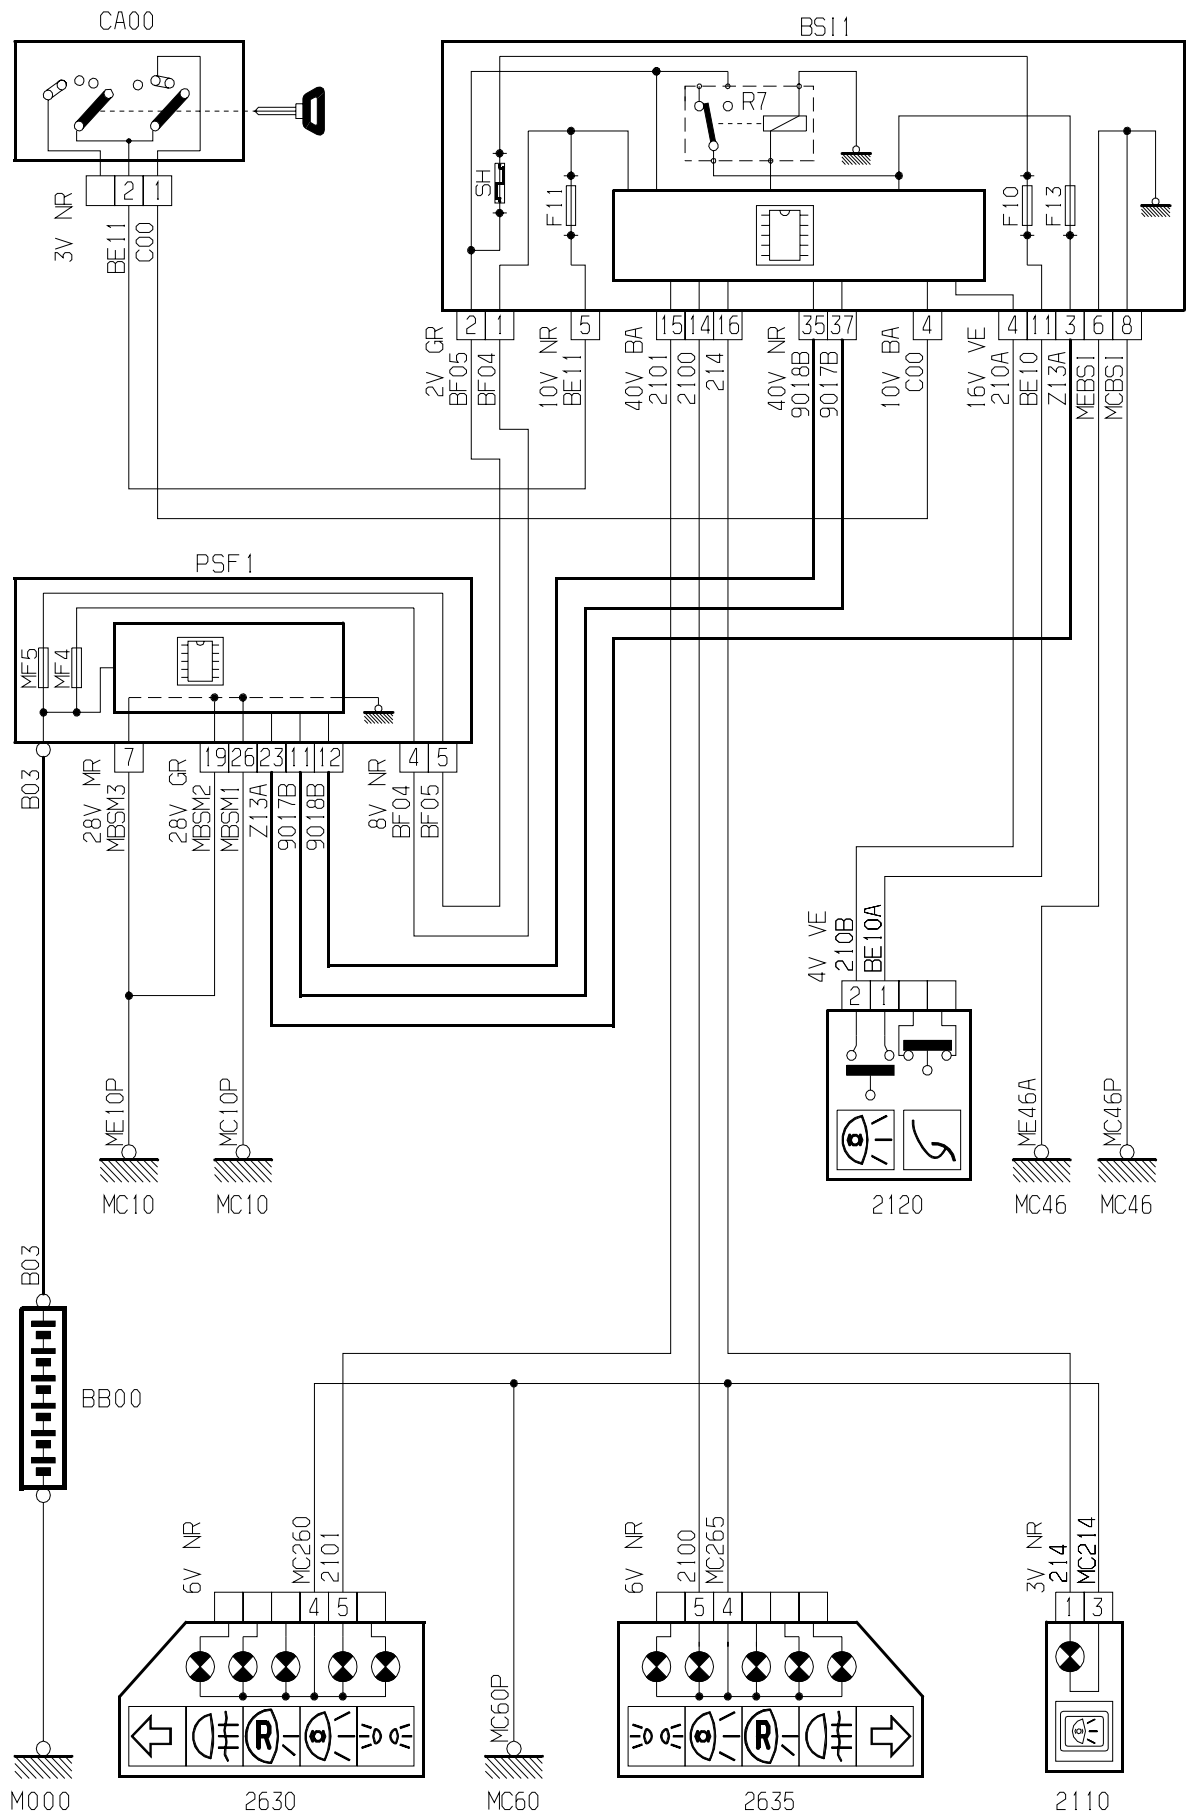 CA00
BSI1
R7
SH
F11
F10
F13
2
1
3V NR
BE11
C00
2
1
5
15
14
16
35
37
4
4
11
3
6
8
2V GR
BF05
BF04
10V NR
BE11
40V BA
2101
2100
214
40V NR
9018B
9017B
10V BA
C00
16V VE
210A
BE10
Z13A
MEBSI
MCBSI
PSF1
MF5
MF4
7
19
26
23
11
12
4
5
B03
28V MR
MBSM3
28V GR
MBSM2
MBSM1
Z13A
9017B
9018B
8V NR
BF04
BF05
4V VE
210B
BE10A
2
1
ME10P
MC10P
ME46A
MC46P
MC10
MC10
2120
MC46
MC46
B03
BB00
6V NR
MC260
2101
6V NR
2100
MC265
3V NR
214
MC214
4
5
5
4
1
3
MC60P
R
R
M000
2630
MC60
2635
2110